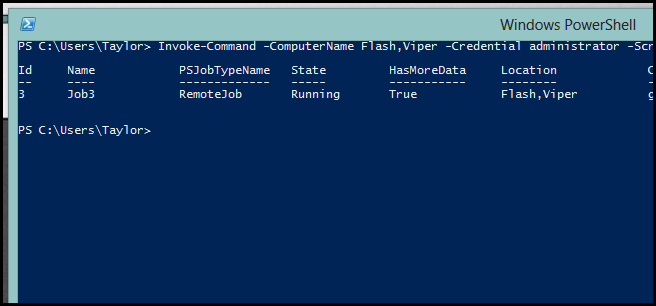 Windows PowerShell
PS C:\Users\Taylor> Invoke-Command -ComputerName Flash,Viper -Credential administrator -Scr
Id Name PSJobTypeName State HasMoreData Location
-- ---- ------------- ----- ----------- --------
3 Job3 RemoteJob Running True Flash,Viper
PS C:\Users\Taylor>